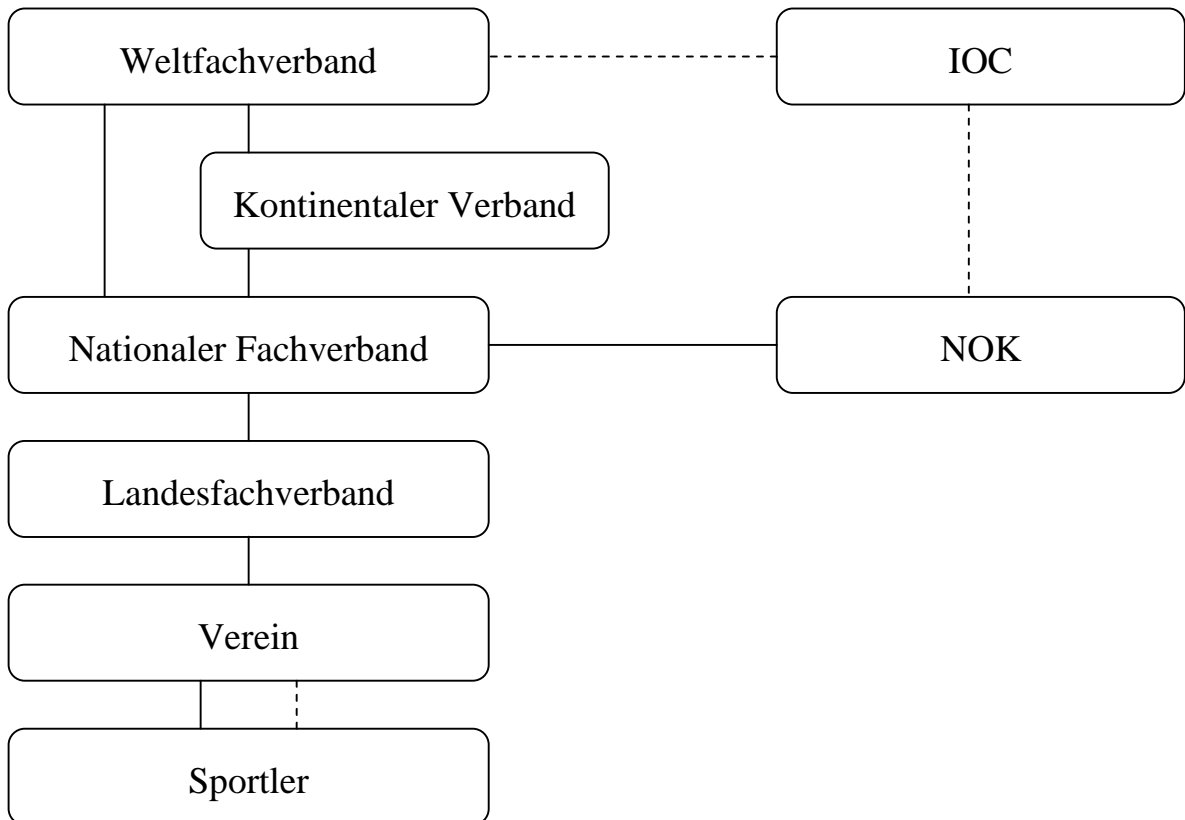 Weltfachverband
IOC
Kontinentaler Verband
Nationaler Fachverband
NOK
Landesfachverband
Verein
Sportler